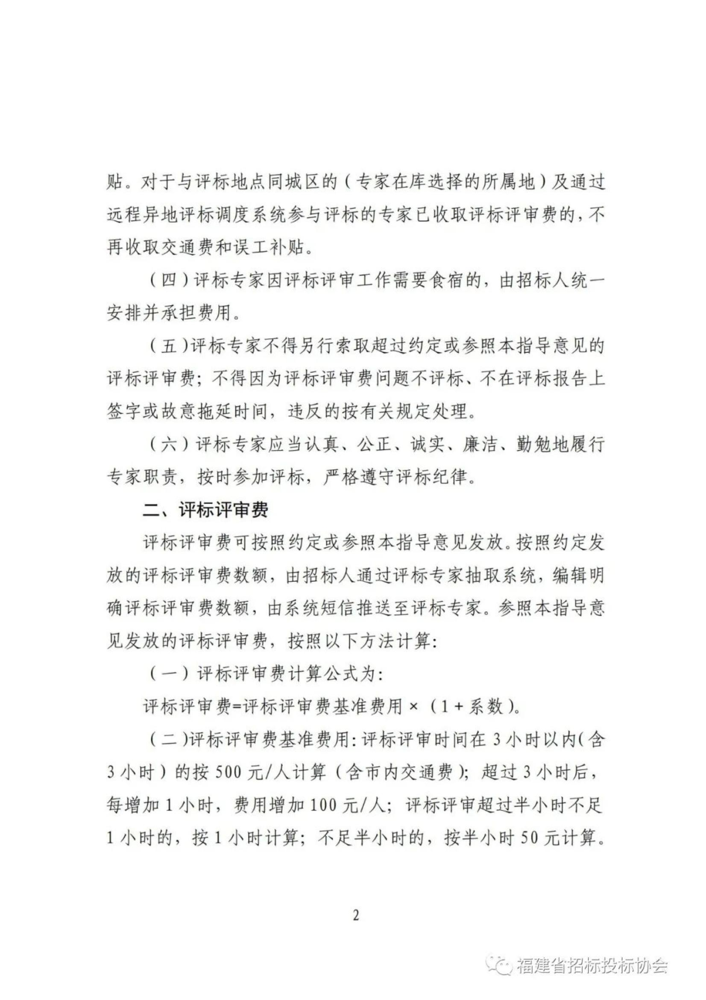 贴。对于与评标地点同城区的（专家在库选择的所属地）及通过
远程异地评标调度系统参与评标的专家已收取评标评审费的，不
再收取交通费和误工补贴。
（四）评标专家因评标评审工作需要食宿的，由招标人统一
安排并承担费用。
（五）评标专家不得另行索取超过约定或参照本指导意见的
评标评审费；不得因为评标评审费问题不评标、不在评标报告上
签字或故意拖延时间，违反的按有关规定处理。
（六）评标专家应当认真、公正、诚实、廉洁、勤勉地履行
专家职责，按时参加评标，严格遵守评标纪律。
二、评标评审费
评标评审费可按照约定或参照本指导意见发放。按照约定发
放的评标评审费数额，由招标人通过评标专家抽取系统，编辑明
确评标评审费数额，由系统短信推送至评标专家。参照本指导意
见发放的评标评审费，按照以下方法计算：
（一）评标评审费计算公式为：
评标评审费=评标评审费基准费用×（1+系数）。
（二）评标评审费基准费用：评标评审时间在3小时以内（含
3小时）的按500元/人计算（含市内交通费）；超过3小时后，
每增加1小时，费用增加100元/人；评标评审超过半小时不足
1小时的，按1小时计算；不足半小时的，按半小时50元计算。
2
福建省招标投标协会